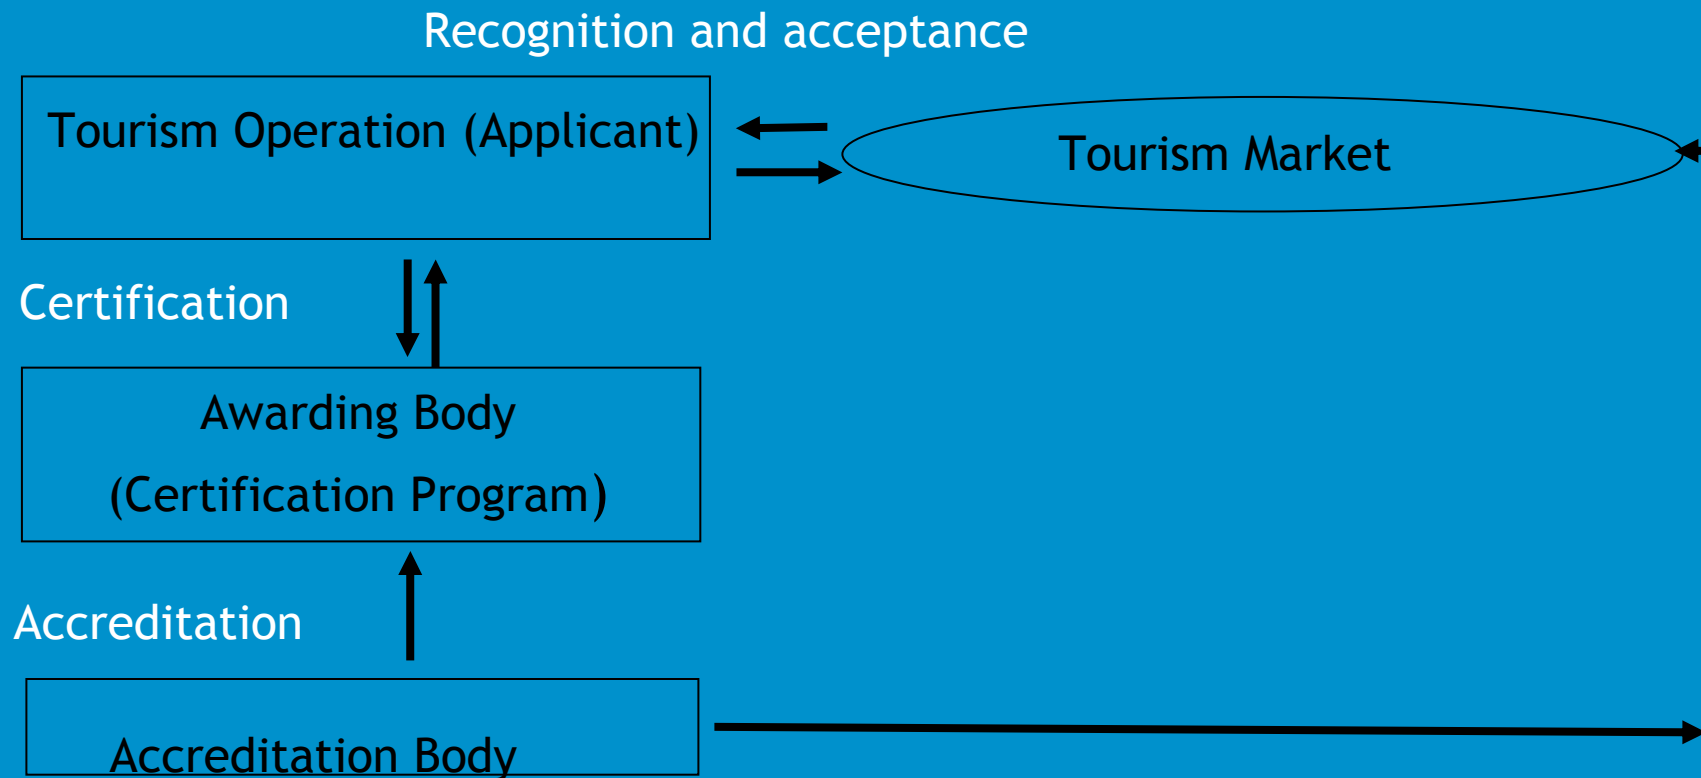 Recognition and acceptance
Tourism Operation (Applicant)
Tourism Market
Certification
Awarding Body
(Certification Program)
Accreditation
Accreditation Body